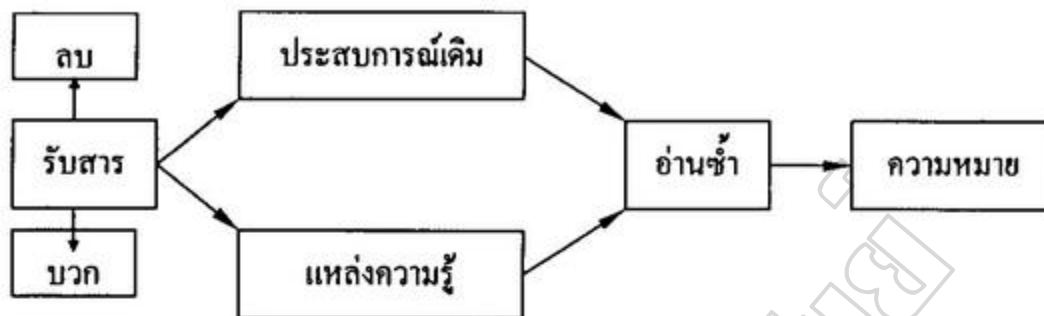 ลบ
ประสบการณ์เดิม
รับสาร
อ่านซ้ำ
ความหมาย
บวก
แหล่งความรู้